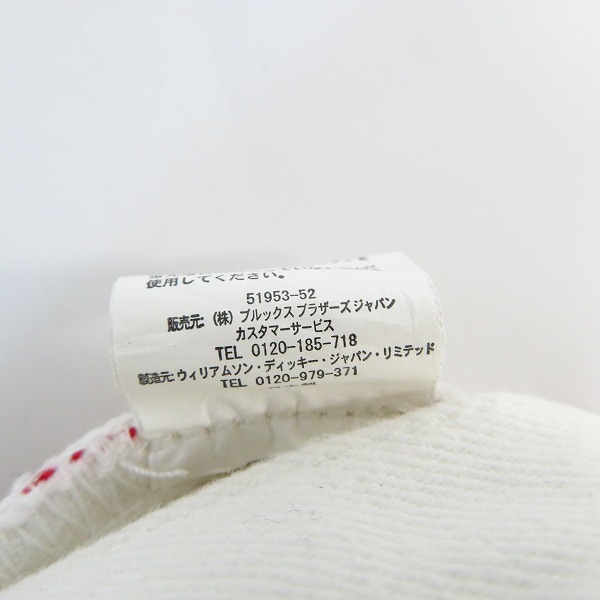 使用してください。
51953-52
販売元:(株)ブルックスブラザーズジャパン
カスタマーサービス
TEL 0120-185-718
製造元:ウィリアムソン・ディッキー・ジャパン・リミテッド
TEL 0120-979-371